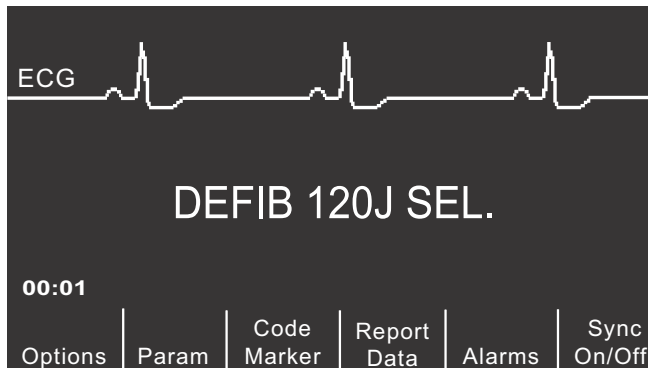 ECG
DEFIB 120J SEL.
00:01
Options Param Code Marker Report Data Alarms Sync On/Off